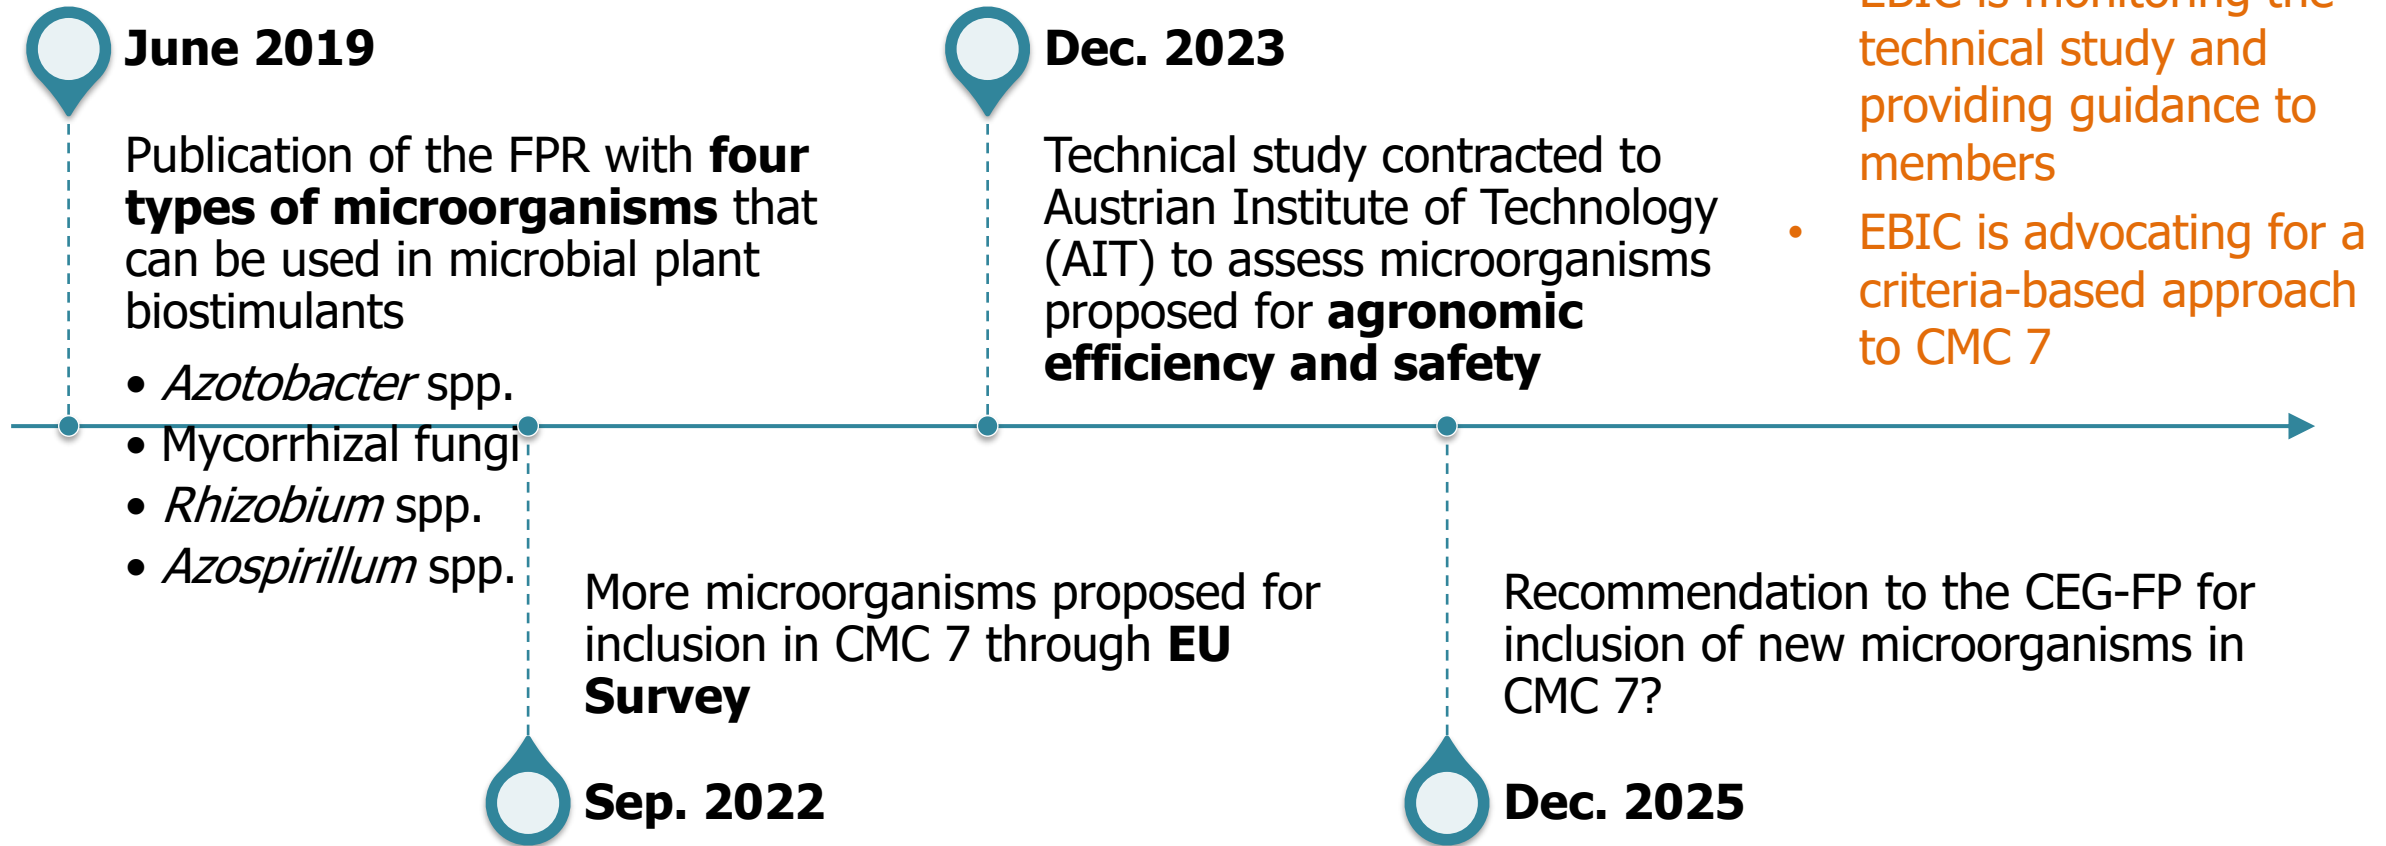 June 2019
Publication of the FPR with four
types of microorganisms that
can be used in microbial plant
biostimulants
• Azotobacter spp.
• Mycorrhizal fungi
• Rhizobium spp.
• Azospirillum spp.
More microorganisms proposed for
inclusion in CMC 7 through EU
Survey
Sep. 2022
Dec. 2023
Technical study contracted to
Austrian Institute of Technology
(AIT) to assess microorganisms
proposed for agronomic
efficiency and safety
Recommendation to the CEG-FP for
inclusion of new microorganisms in
CMC 7?
Dec. 2025
EBIC is monitoring the
technical study and
providing guidance to
members
• EBIC is advocating for a
criteria-based approach
to CMC 7